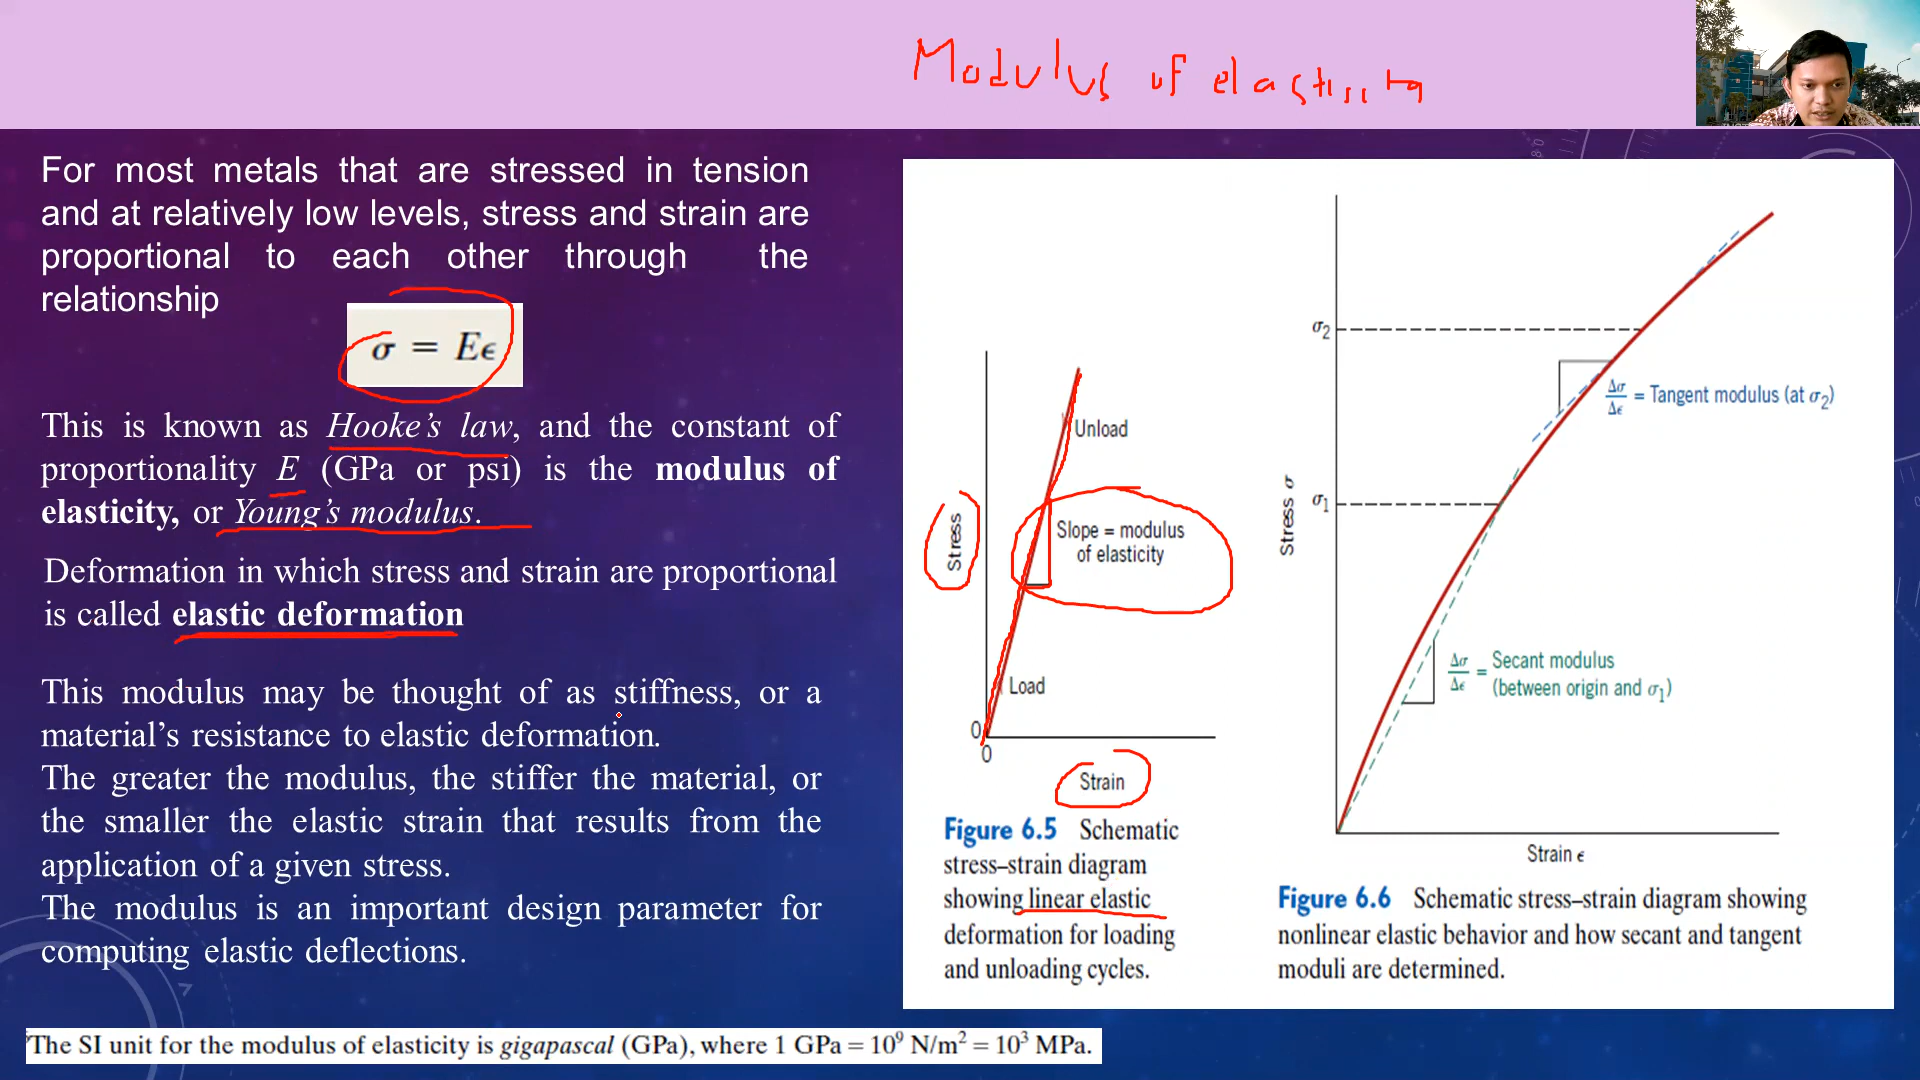 Modulus of elastisita
For most metals that are stressed in tension
and at relatively low levels, stress and strain are
proportional to each other through the
relationship
σ = Eϵ
This is known as Hooke’s law, and the constant of
proportionality E (GPa or psi) is the modulus of
elasticity, or Young’s modulus.
Deformation in which stress and strain are proportional
is called elastic deformation
This modulus may be thought of as stiffness, or a
material’s resistance to elastic deformation.
The greater the modulus, the stiffer the material, or
the smaller the elastic strain that results from the
application of a given stress.
The modulus is an important design parameter for
computing elastic deflections.
The SI unit for the modulus of elasticity is gigapascal (GPa), where 1 GPa = 10⁹ N/m² = 10³ MPa.
Unload
Stress
Slope = modulus
of elasticity
Load
0
0
Strain
Figure 6.5 Schematic
stress–strain diagram
showing linear elastic
deformation for loading
and unloading cycles.
σ₂
Δσ/Δϵ = Tangent modulus (at σ₂)
Stress σ
σ₁
Δσ/Δϵ = Secant modulus
(between origin and σ₁)
Strain ϵ
Figure 6.6 Schematic stress–strain diagram showing
nonlinear elastic behavior and how secant and tangent
moduli are determined.